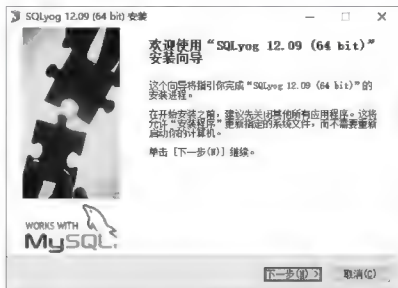 SQLyog 12.09 (64 bit) 安装
欢迎使用“SQLyog 12.09 (64 bit)”
安装向导
这个向导将指引你完成“SQLyog 12.09 (64 bit)”的
安装进程。
在开始安装之前，建议先关闭其他所有应用程序。这将
允许“安装程序”更新指定的系统文件，而不需要重新
启动你的计算机。
单击 [下一步(N)] 继续。
WORKS WITH
MySQL
下一步(N) >
取消(C)